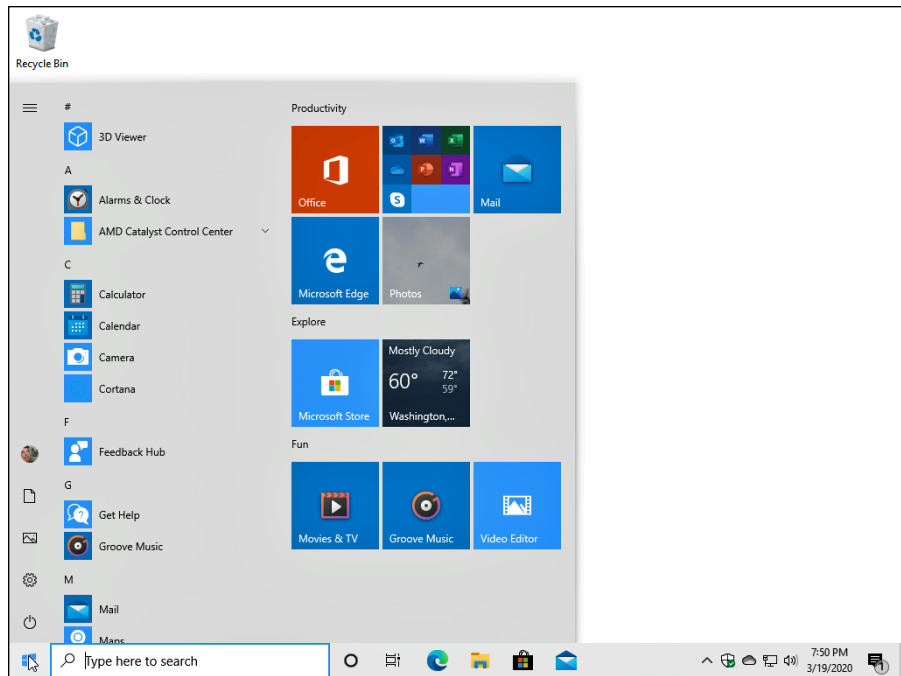 Recycle Bin
#
3D Viewer
A
Alarms & Clock
AMD Catalyst Control Center
C
Calculator
Calendar
Camera
Cortana
F
Feedback Hub
G
Get Help
Groove Music
M
Mail
Maps
Productivity
Office
Mail
Microsoft Edge
Photos
Explore
Microsoft Store
Mostly Cloudy
60° 72°
59°
Washington,...
Fun
Movies & TV
Groove Music
Video Editor
Type here to search
7:50 PM
3/19/2020
1